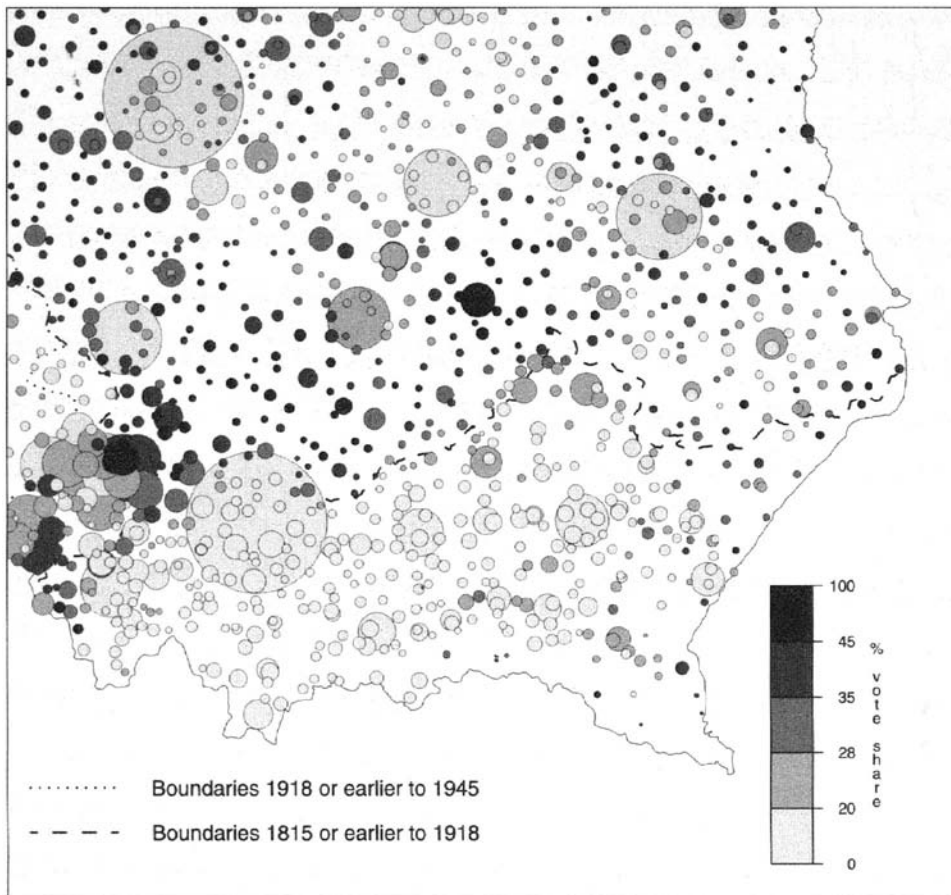 100
45
35
28
20
0
% vote share
Boundaries 1918 or earlier to 1945
Boundaries 1815 or earlier to 1918